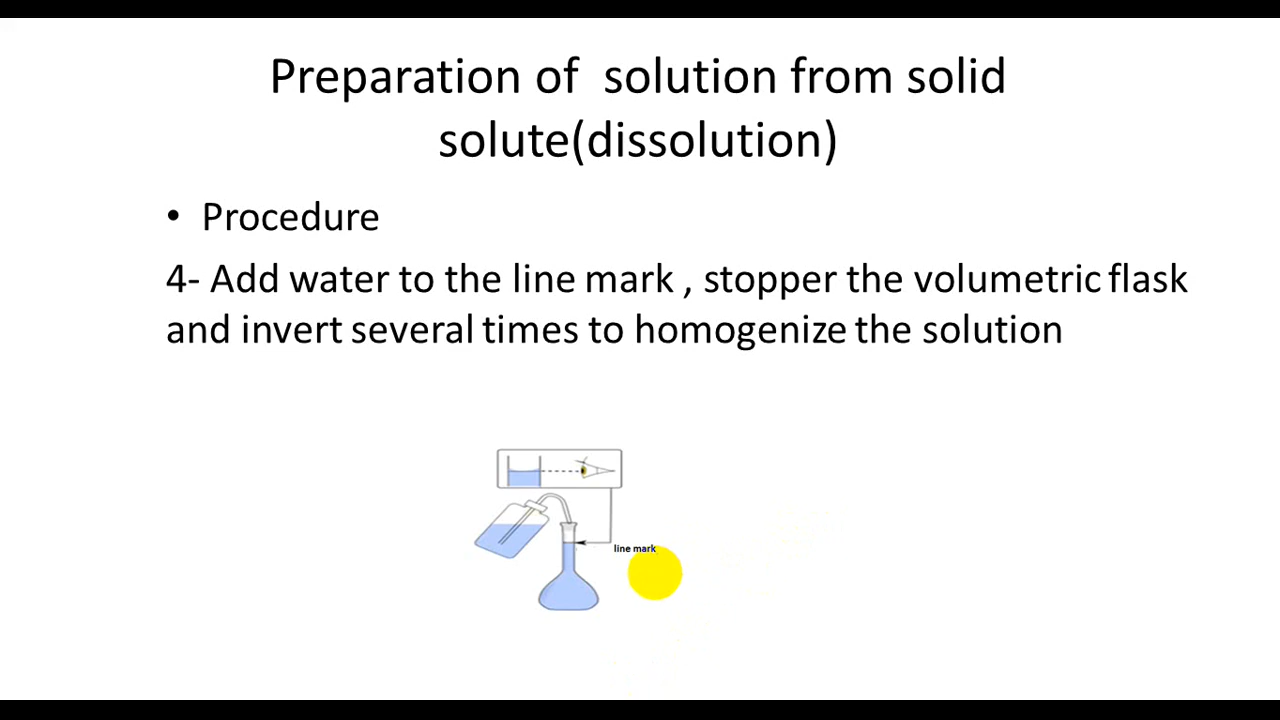 Preparation of solution from solid
solute(dissolution)
• Procedure
4- Add water to the line mark , stopper the volumetric flask
and invert several times to homogenize the solution
line mark